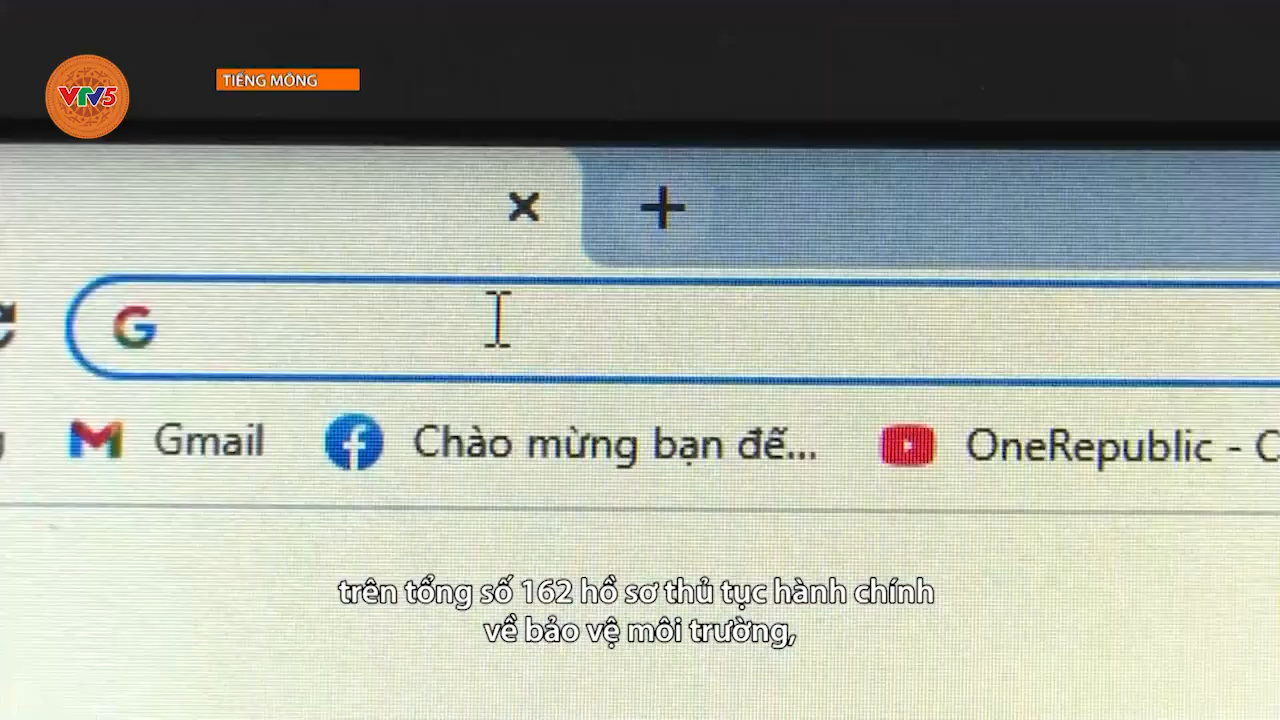 VTV5
TIẾNG MÔNG
Gmail
Chào mừng bạn đế...
OneRepublic - C
trên tổng số 162 hồ sơ thủ tục hành chính
về bảo vệ môi trường,